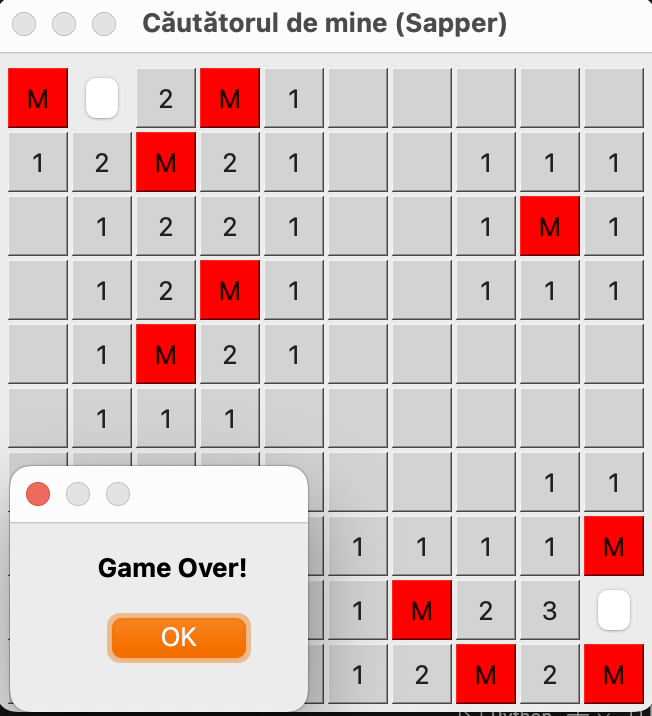 Căutătorul de mine (Sapper)
M 2 M 1
1 2 M 2 1 1 1 1
1 2 2 1 1 M 1
1 2 M 1 1 1 1
1 M 2 1
1 1 1
1 1
1 1 1 1 M
1 M 2 3
1 2 M 2 M
Game Over!
OK